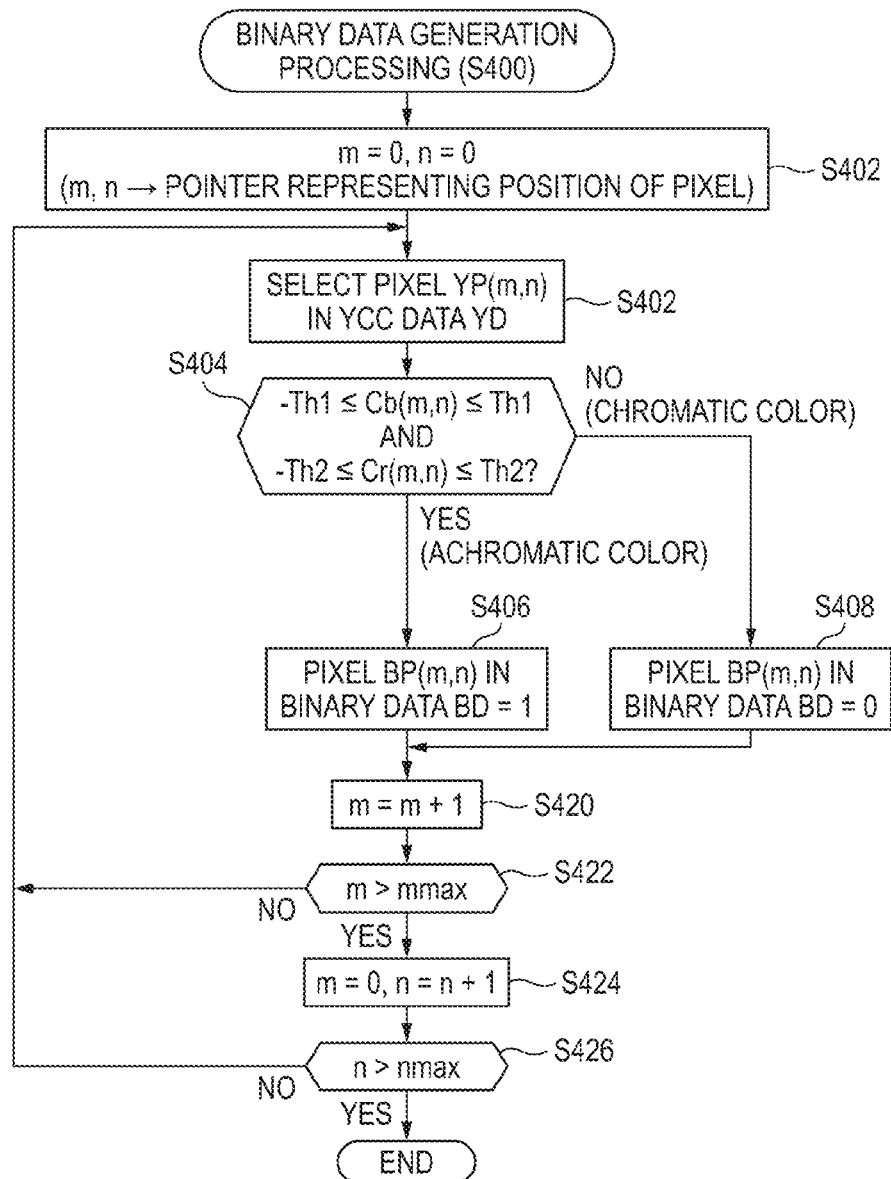 BINARY DATA GENERATION
PROCESSING (S400)
m = 0, n = 0
(m, n → POINTER REPRESENTING POSITION OF PIXEL)
S402
SELECT PIXEL YP(m,n)
IN YCC DATA YD
S402
S404
-Th1 ≤ Cb(m,n) ≤ Th1
AND
-Th2 ≤ Cr(m,n) ≤ Th2?
NO
(CHROMATIC COLOR)
YES
(ACHROMATIC COLOR)
S406
PIXEL BP(m,n) IN
BINARY DATA BD = 1
S408
PIXEL BP(m,n) IN
BINARY DATA BD = 0
m = m + 1
S420
m > mmax
S422
NO
YES
m = 0, n = n + 1
S424
n > nmax
S426
NO
YES
END